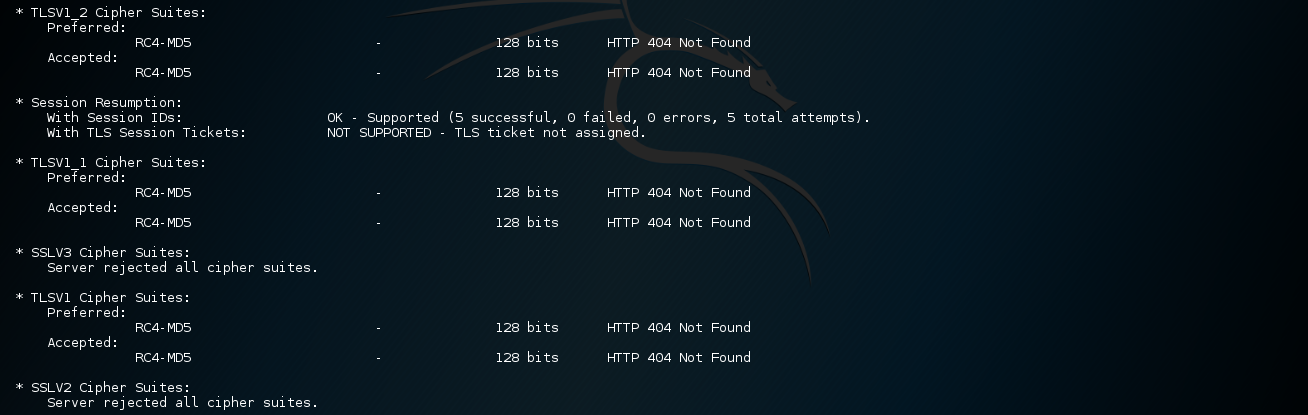 * TLSV1_2 Cipher Suites:
Preferred:
RC4-MD5 - 128 bits HTTP 404 Not Found
Accepted:
RC4-MD5 - 128 bits HTTP 404 Not Found
* Session Resumption:
With Session IDs: OK - Supported (5 successful, 0 failed, 0 errors, 5 total attempts).
With TLS Session Tickets: NOT SUPPORTED - TLS ticket not assigned.
* TLSV1_1 Cipher Suites:
Preferred:
RC4-MD5 - 128 bits HTTP 404 Not Found
Accepted:
RC4-MD5 - 128 bits HTTP 404 Not Found
* SSLV3 Cipher Suites:
Server rejected all cipher suites.
* TLSV1 Cipher Suites:
Preferred:
RC4-MD5 - 128 bits HTTP 404 Not Found
Accepted:
RC4-MD5 - 128 bits HTTP 404 Not Found
* SSLV2 Cipher Suites:
Server rejected all cipher suites.